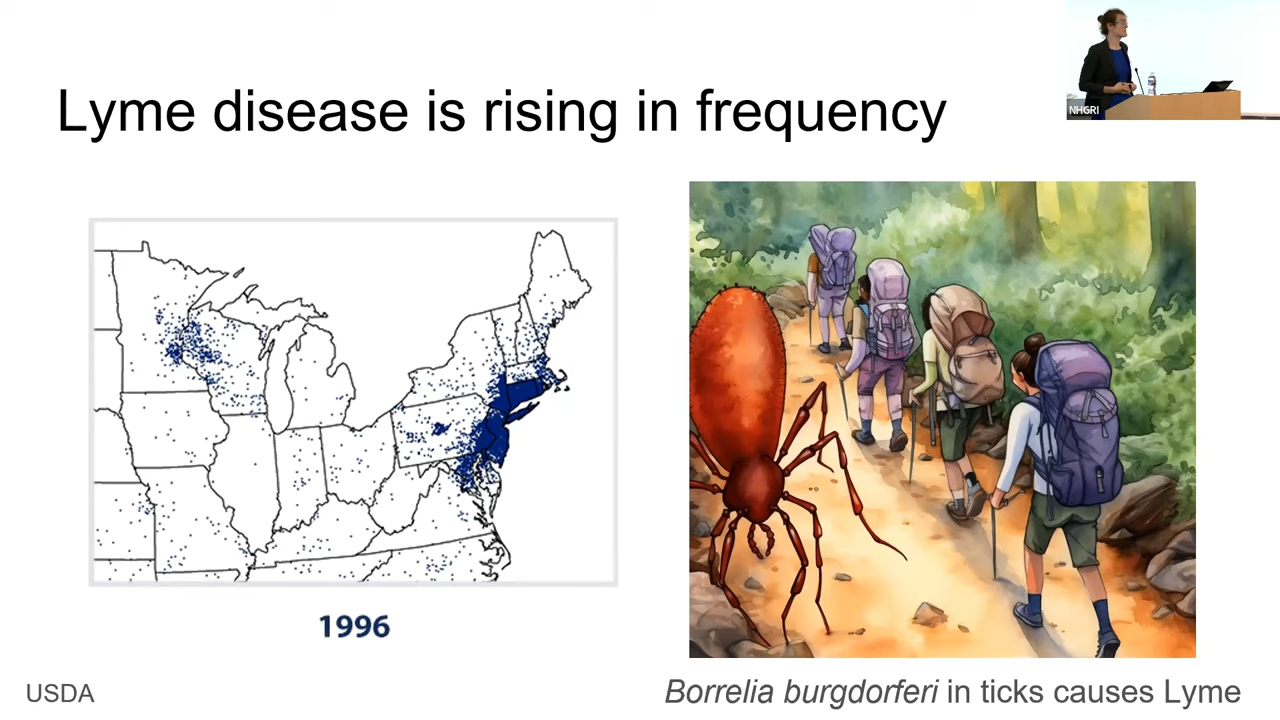 NHGRI
Lyme disease is rising in frequency
1996
USDA
Borrelia burgdorferi in ticks causes Lyme